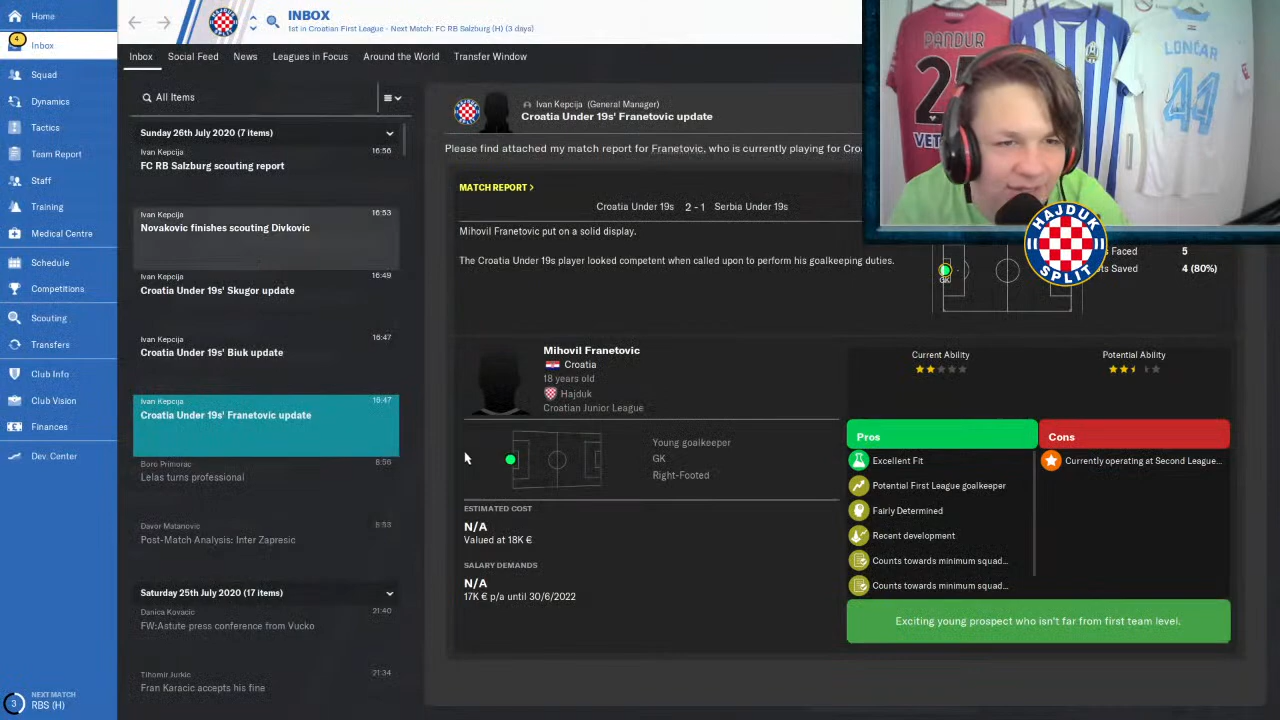 Home
4
Inbox
Squad
Dynamics
Tactics
Team Report
Staff
Training
Medical Centre
Schedule
Competitions
Scouting
Transfers
Club Info
Club Vision
Finances
Dev. Center
3
NEXT MATCH
RBS (H)
INBOX
1st in Croatian First League - Next Match: FC RB Salzburg (H) (3 days)
Inbox
Social Feed
News
Leagues in Focus
Around the World
Transfer Window
All Items
Sunday 26th July 2020 (7 items)
Ivan Kepcija
16:56
FC RB Salzburg scouting report
Ivan Kepcija
16:53
Novakovic finishes scouting Divkovic
Ivan Kepcija
16:49
Croatia Under 19s' Skugor update
Ivan Kepcija
16:47
Croatia Under 19s' Biuk update
Ivan Kepcija
16:47
Croatia Under 19s' Franetovic update
Boro Primorac
8:56
Lelas turns professional
Davor Matanovic
8:53
Post-Match Analysis: Inter Zapresic
Saturday 25th July 2020 (17 items)
Danica Kovacic
21:40
FW:Astute press conference from Vucko
Tihomir Jurkic
21:34
Fran Karacic accepts his fine
Ivan Kepcija (General Manager)
Croatia Under 19s' Franetovic update
Please find attached my match report for Franetovic, who is currently playing for Cro
MATCH REPORT >
Croatia Under 19s 2 - 1 Serbia Under 19s
Mihovil Franetovic put on a solid display.
The Croatia Under 19s player looked competent when called upon to perform his goalkeeping duties.
GK
Faced
5
Saved
4 (80%)
Mihovil Franetovic
Croatia
18 years old
Hajduk
Croatian Junior League
Young goalkeeper
GK
Right-Footed
ESTIMATED COST
N/A
Valued at 18K €
SALARY DEMANDS
N/A
17K € p/a until 30/6/2022
Current Ability
Potential Ability
Pros
Cons
Excellent Fit
Potential First League goalkeeper
Fairly Determined
Recent development
Counts towards minimum squad...
Counts towards minimum squad...
Currently operating at Second League...
Exciting young prospect who isn't far from first team level.
PANDUR
LONČAR
44
HAJDUK
SPLIT